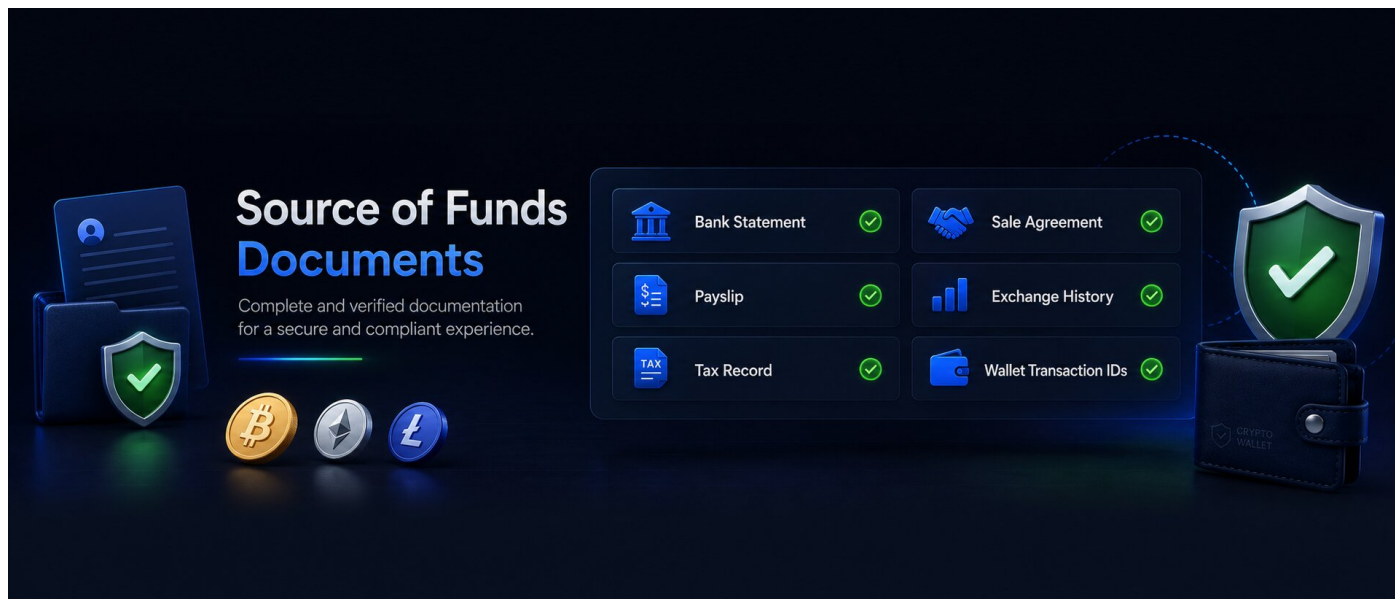 Source of Funds
Documents
Complete and verified documentation
for a secure and compliant experience.
Bank Statement
Sale Agreement
$
Payslip
Exchange History
TAX
Tax Record
Wallet Transaction IDs
CRYPTO
WALLET